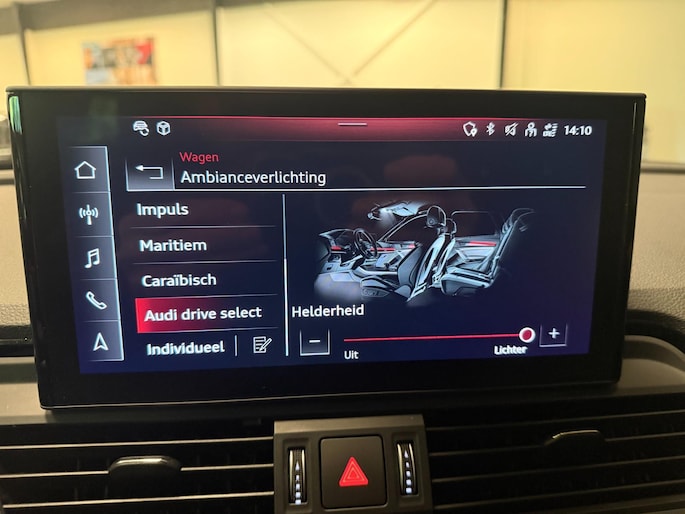 14:10
Wagen
Ambianceverlichting
Impuls
Maritiem
Caraïbisch
Audi drive select
Individueel
Helderheid
Uit
Lichter